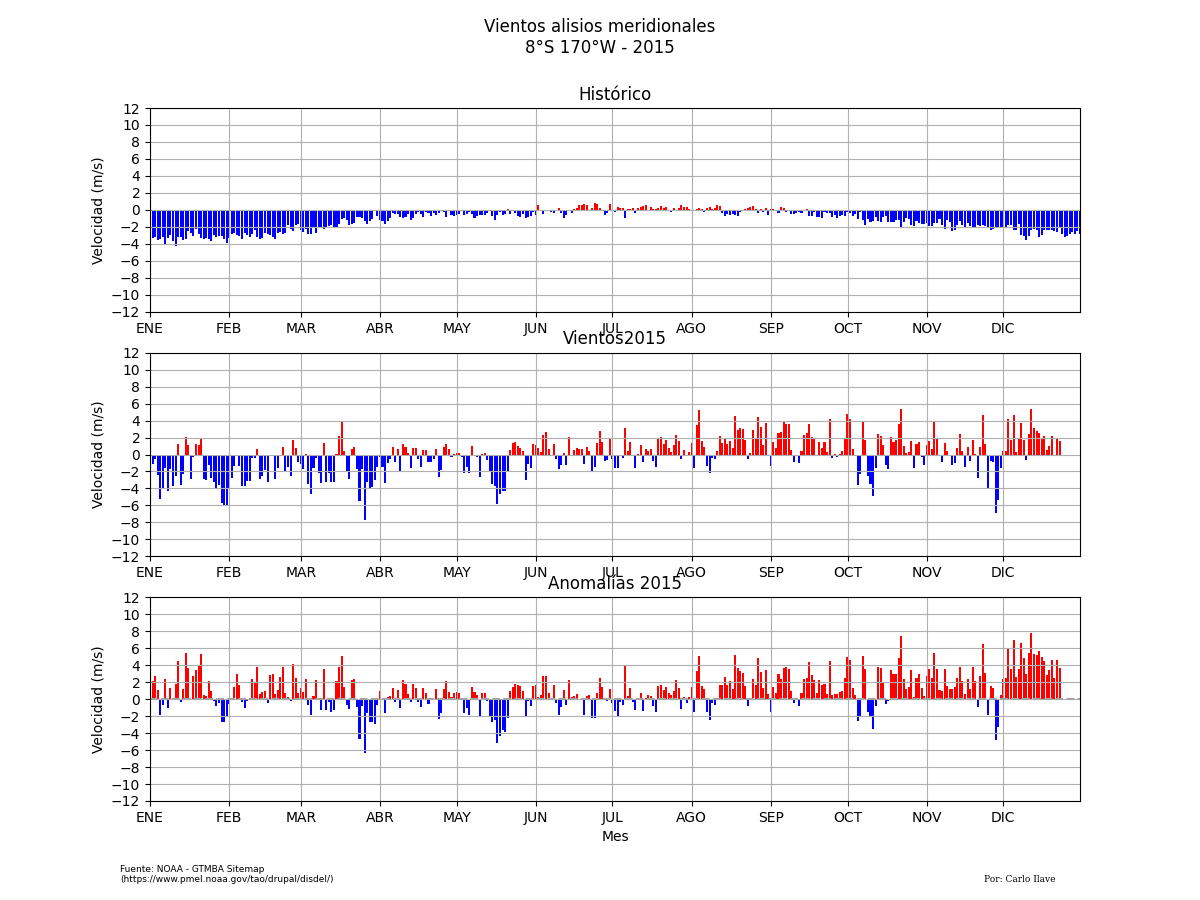 Vientos alisios meridionales
8°S 170°W - 2015
Histórico
12
10
8
6
4
2
0
−2
−4
−6
−8
−10
−12
Velocidad (m/s)
ENE FEB MAR ABR MAY JUN JUL AGO SEP OCT NOV DIC
Vientos2015
12
10
8
6
4
2
0
−2
−4
−6
−8
−10
−12
Velocidad (m/s)
ENE FEB MAR ABR MAY JUN JUL AGO SEP OCT NOV DIC
Anomalías 2015
12
10
8
6
4
2
0
−2
−4
−6
−8
−10
−12
Velocidad (m/s)
ENE FEB MAR ABR MAY JUN JUL AGO SEP OCT NOV DIC
Mes
Fuente: NOAA - GTMBA Sitemap
(https://www.pmel.noaa.gov/tao/drupal/disdel/)
Por: Carlo Ilave